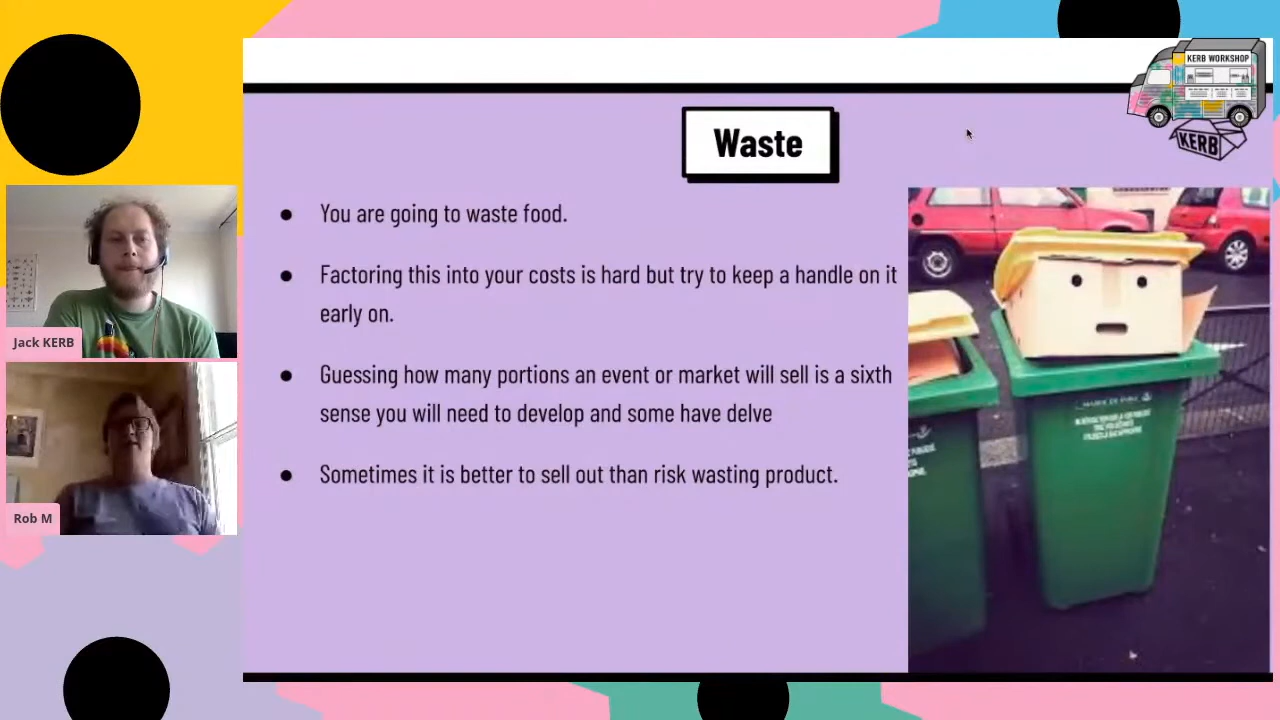 KERB WORKSHOP
KERB
Waste
● You are going to waste food.
● Factoring this into your costs is hard but try to keep a handle on it
early on.
● Guessing how many portions an event or market will sell is a sixth
sense you will need to develop and some have delve
● Sometimes it is better to sell out than risk wasting product.
Jack KERB
Rob M